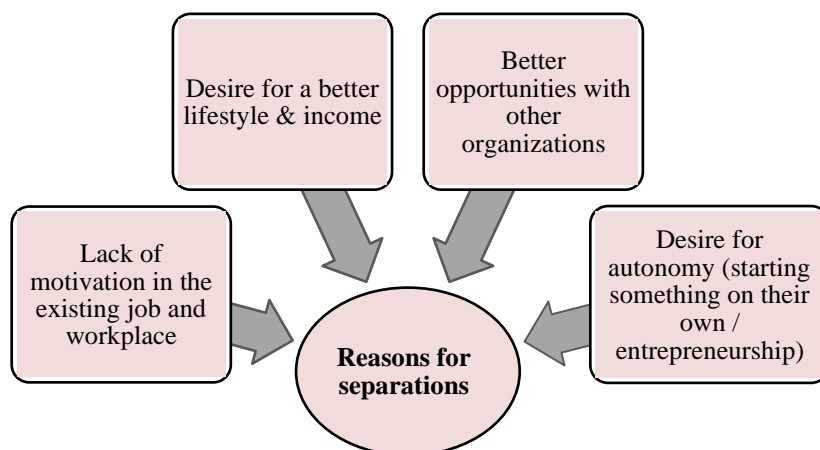 Lack of
motivation in the
existing job and
workplace
Desire for a better
lifestyle & income
Better
opportunities with
other
organizations
Desire for
autonomy (starting
something on their
own /
entrepreneurship)
Reasons for
separations